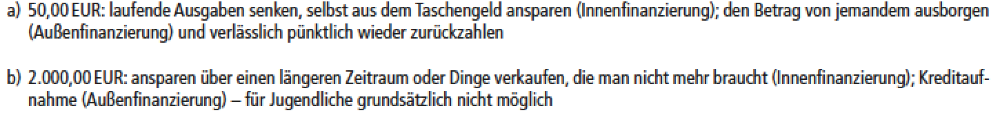 a) 50,00 EUR: laufende Ausgaben senken, selbst aus dem Taschengeld ansparen (Innenfinanzierung); den Betrag von jemandem ausborgen
(Außenfinanzierung) und verlässlich pünktlich wieder zurückzahlen
b) 2.000,00 EUR: ansparen über einen längeren Zeitraum oder Dinge verkaufen, die man nicht mehr braucht (Innenfinanzierung); Kreditauf-
nahme (Außenfinanzierung) – für Jugendliche grundsätzlich nicht möglich